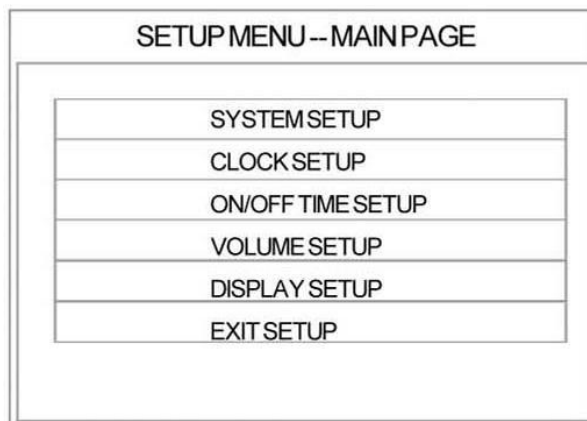 SETUP MENU -- MAIN PAGE
SYSTEM SETUP
CLOCK SETUP
ON/OFF TIME SETUP
VOLUME SETUP
DISPLAY SETUP
EXIT SETUP